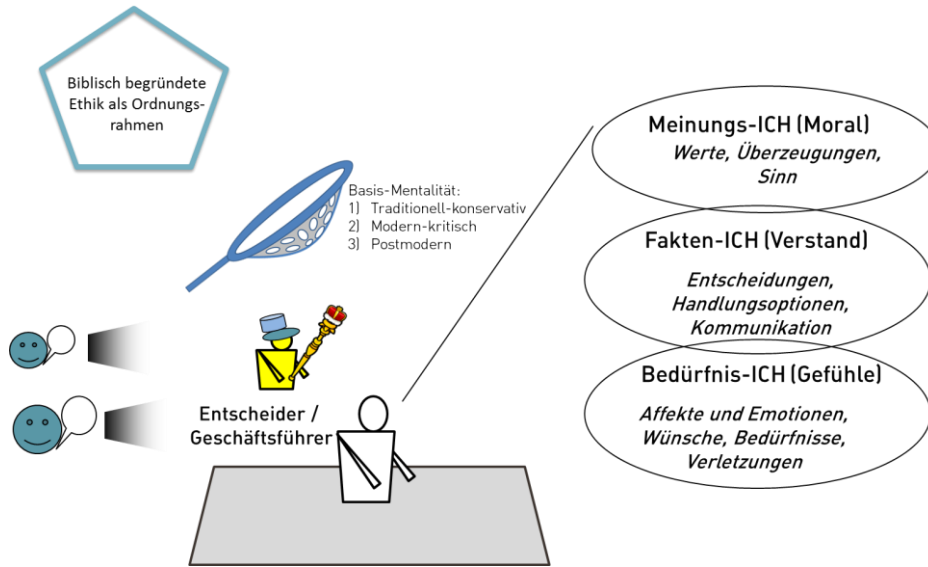 Biblisch begründete
Ethik als Ordnungs-
rahmen
Basis-Mentalität:
1) Traditionell-konservativ
2) Modern-kritisch
3) Postmodern
Entscheider /
Geschäftsführer
Meinungs-ICH (Moral)
Werte, Überzeugungen,
Sinn
Fakten-ICH (Verstand)
Entscheidungen,
Handlungsoptionen,
Kommunikation
Bedürfnis-ICH (Gefühle)
Affekte und Emotionen,
Wünsche, Bedürfnisse,
Verletzungen